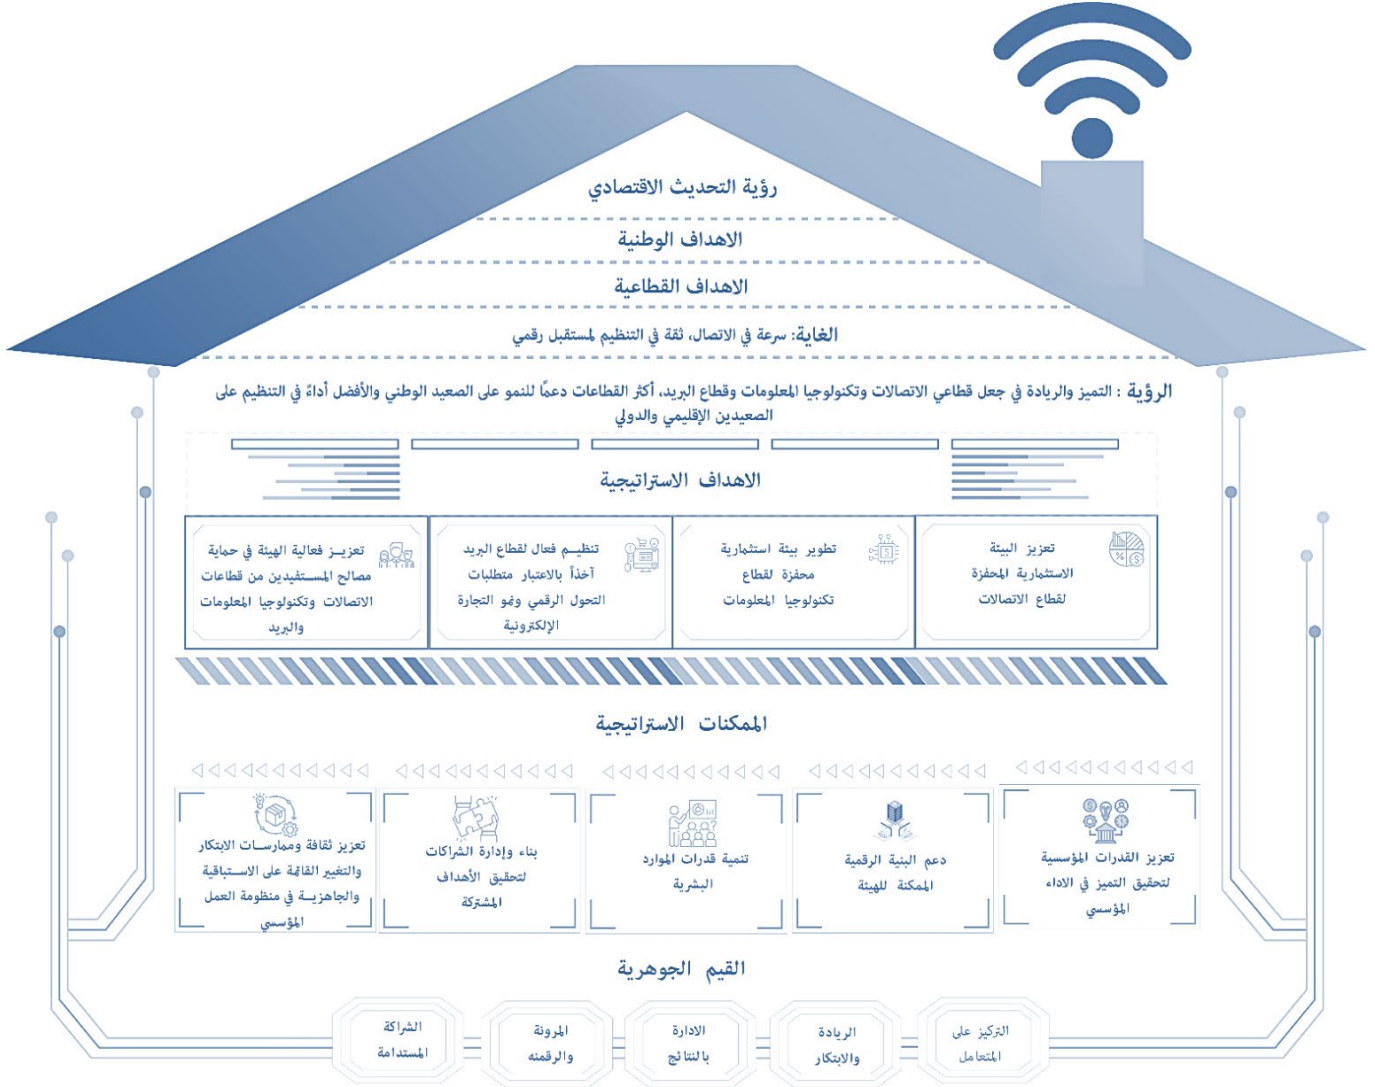 رؤية التحديث الاقتصادي
الاهداف الوطنية
الاهداف القطاعية
الغاية: سرعة في الاتصال، ثقة في التنظيم لمستقبل رقمي
الرؤية : التميز والريادة في جعل قطاعي الاتصالات وتكنولوجيا المعلومات وقطاع البريد، أكثر القطاعات دعمًا للنمو على الصعيد الوطني والأفضل أداءً في التنظيم على
الصعيدين الإقليمي والدولي
الاهداف الاستراتيجية
تعزيز البيئة
الاستثمارية المحفزة
لقطاع الاتصالات
تطوير بيئة استثمارية
محفزة لقطاع
تكنولوجيا المعلومات
تنظيم فعال لقطاع البريد
آخذاً بالاعتبار متطلبات
التحول الرقمي ونمو التجارة
الإلكترونية
تعزيز فعالية الهيئة في حماية
مصالح المستفيدين من قطاعات
الاتصالات وتكنولوجيا المعلومات
والبريد
الممكنات الاستراتيجية
تعزيز القدرات المؤسسية
لتحقيق التميز في الاداء
المؤسسي
دعم البنية الرقمية
الممكنة للهيئة
تنمية قدرات الموارد
البشرية
بناء وإدارة الشراكات
لتحقيق الأهداف
المشتركة
تعزيز ثقافة وممارسات الابتكار
والتغيير القائمة على الاستباقية
والجاهزية في منظومة العمل
المؤسسي
القيم الجوهرية
التركيز على
المتعامل
الريادة
والابتكار
الادارة
بالنتائج
المرونة
والرقمنه
الشراكة
المستدامة